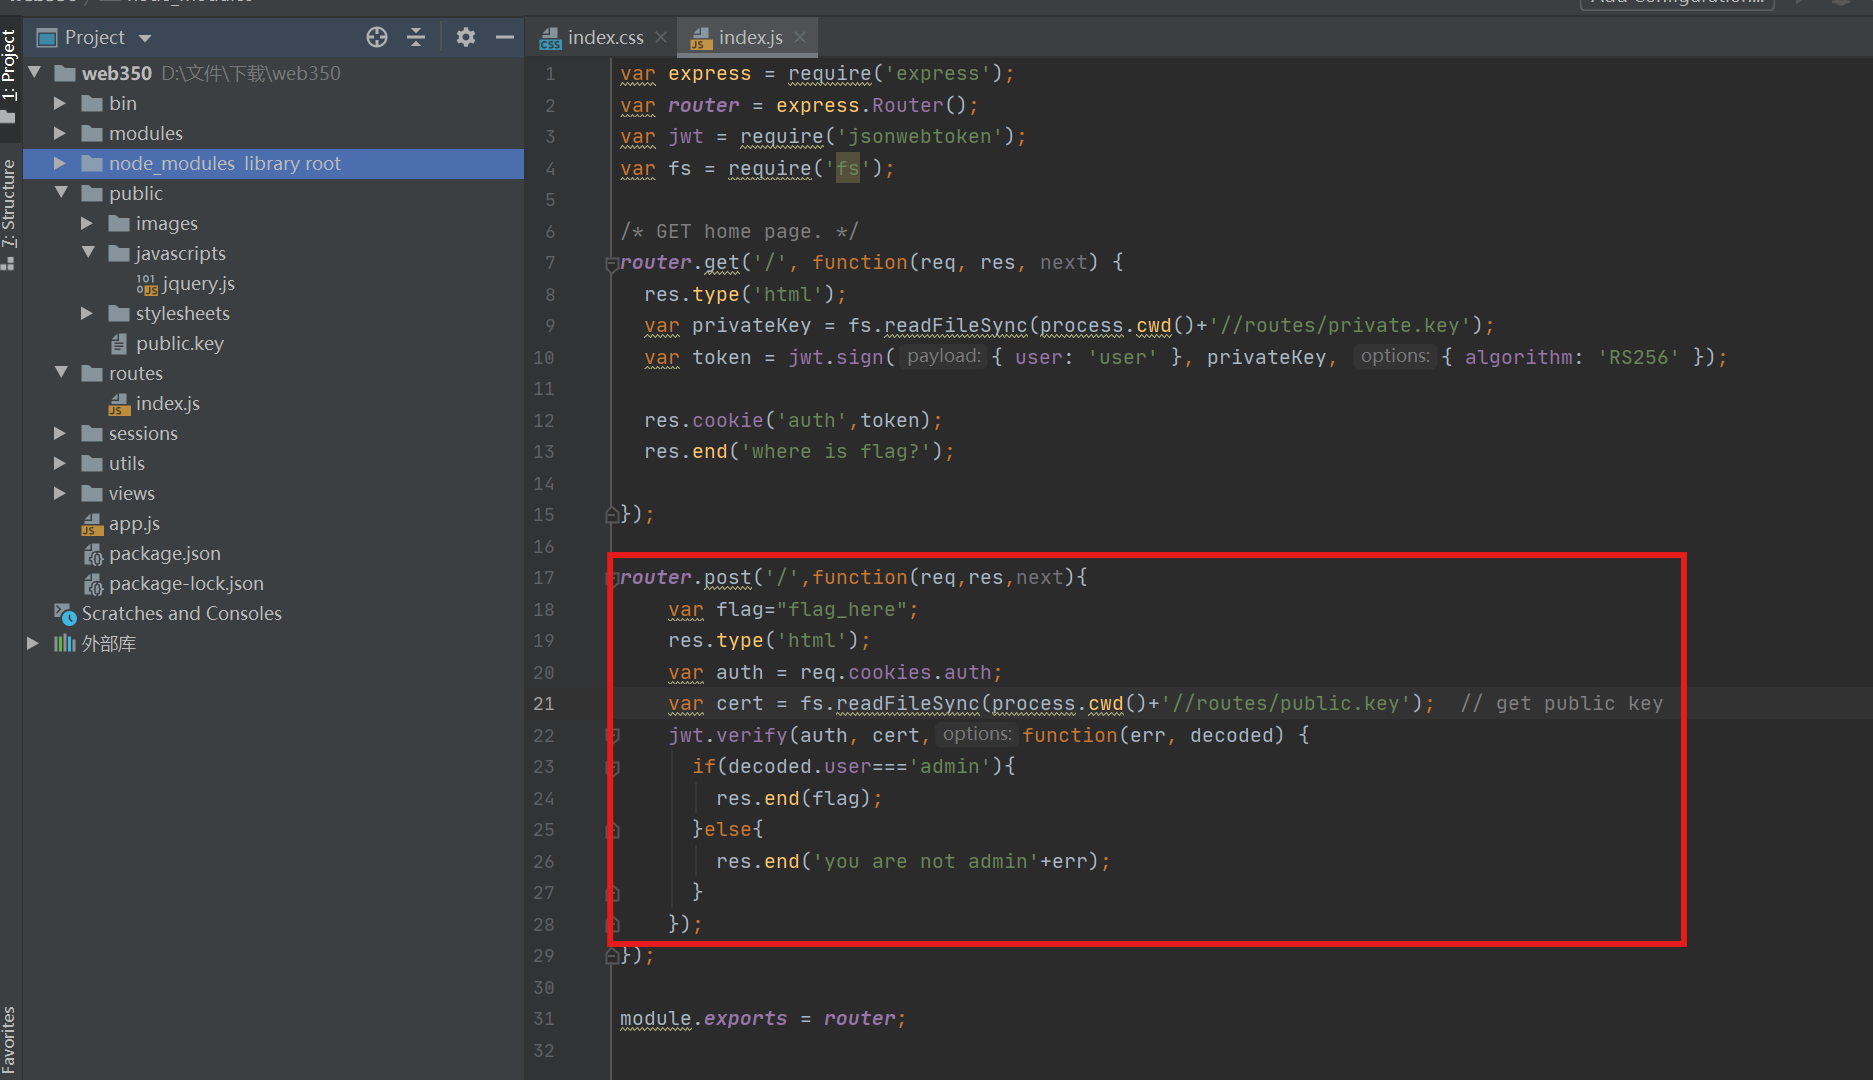 Project
index.css
index.js
1: Project
7: Structure
Favorites
web350 D:\文件\下载\web350
bin
modules
node_modules library root
public
images
javascripts
jquery.js
stylesheets
public.key
routes
index.js
sessions
utils
views
app.js
package.json
package-lock.json
Scratches and Consoles
外部库
1 var express = require('express');
2 var router = express.Router();
3 var jwt = require('jsonwebtoken');
4 var fs = require('fs');
5
6 /* GET home page. */
7 router.get('/', function(req, res, next) {
8 res.type('html');
9 var privateKey = fs.readFileSync(process.cwd()+'//routes/private.key');
10 var token = jwt.sign( payload: { user: 'user' }, privateKey, options: { algorithm: 'RS256' });
11
12 res.cookie('auth',token);
13 res.end('where is flag?');
14
15 });
16
17 router.post('/',function(req,res,next){
18 var flag="flag_here";
19 res.type('html');
20 var auth = req.cookies.auth;
21 var cert = fs.readFileSync(process.cwd()+'//routes/public.key');  // get public key
22 jwt.verify(auth, cert, options: function(err, decoded) {
23 if(decoded.user==='admin'){
24 res.end(flag);
25 }else{
26 res.end('you are not admin'+err);
27 }
28 });
29 });
30
31 module.exports = router;
32